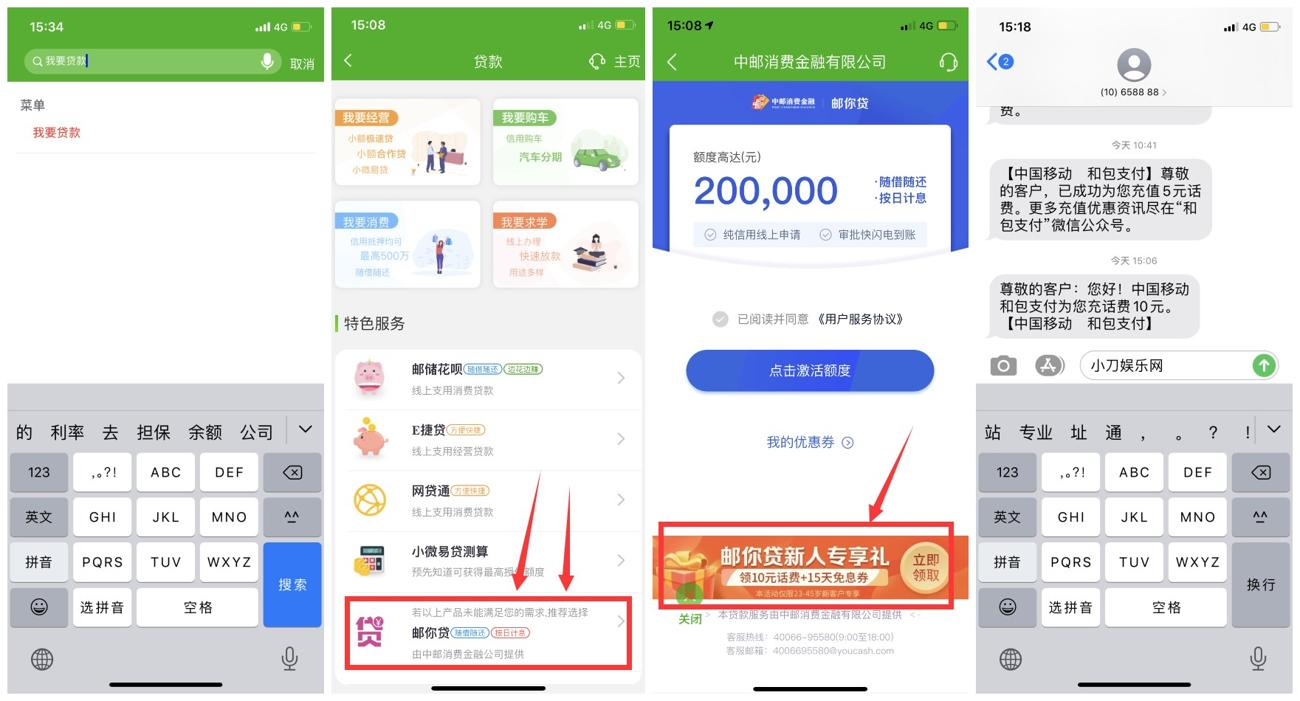 15:34
4G
我要贷款
取消
菜单
我要贷款
的 利率 去 担保 余额 公司
123
,。?!
ABC
DEF
英文
GHI
JKL
MNO
^^
拼音
PQRS
TUV
WXYZ
搜索
选拼音
空格
15:08
4G
贷款
主页
我要经营
小额极速贷
小额合作贷
小微易贷
我要购车
信用购车
汽车分期
我要消费
信用抵押均可
最高500万
随借随还
我要求学
线上办理
快速放款
用途多样
特色服务
邮储花呗 随借随还 边花边赚
线上支用消费贷款
E捷贷 方便快捷
线上支用经营贷款
网贷通 方便快捷
线上支用消费贷款
小微易贷测算
预先知道可获得最高授信额度
若以上产品未能满足您的需求,推荐选择
邮你贷 随借随还 按日计息
由中邮消费金融公司提供
贷
15:08
4G
中邮消费金融有限公司
中邮消费金融 | 邮你贷
额度高达(元)
200,000
·随借随还
·按日计息
纯信用线上申请
审批快闪电到账
已阅读并同意 《用户服务协议》
点击激活额度
我的优惠券
邮你贷新人专享礼
领10元话费+15天免息券
本活动仅限23-45岁新客户专享
立即
领取
关闭
本贷款服务由中邮消费金融有限公司提供
客服热线：40066-95580(9:00至18:00)
客服邮箱：4006695580@youcash.com
15:18
4G
2
(10) 6588 88
费。
今天 10:41
【中国移动 和包支付】尊敬
的客户，已成功为您充值5元话
费。更多充值优惠资讯尽在“和
包支付”微信公众号。
今天 15:06
尊敬的客户：您好！中国移动
和包支付为您充话费10元。
【中国移动 和包支付】
小刀娱乐网
站 专业 址 通 ， 。 ？ ！
123
,。?!
ABC
DEF
英文
GHI
JKL
MNO
^^
拼音
PQRS
TUV
WXYZ
换行
选拼音
空格